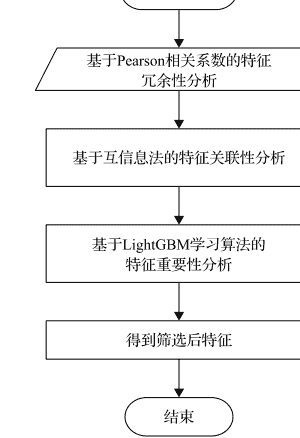 基于Pearson相关系数的特征
冗余性分析
基于互信息法的特征关联性分析
基于LightGBM学习算法的
特征重要性分析
得到筛选后特征
结束